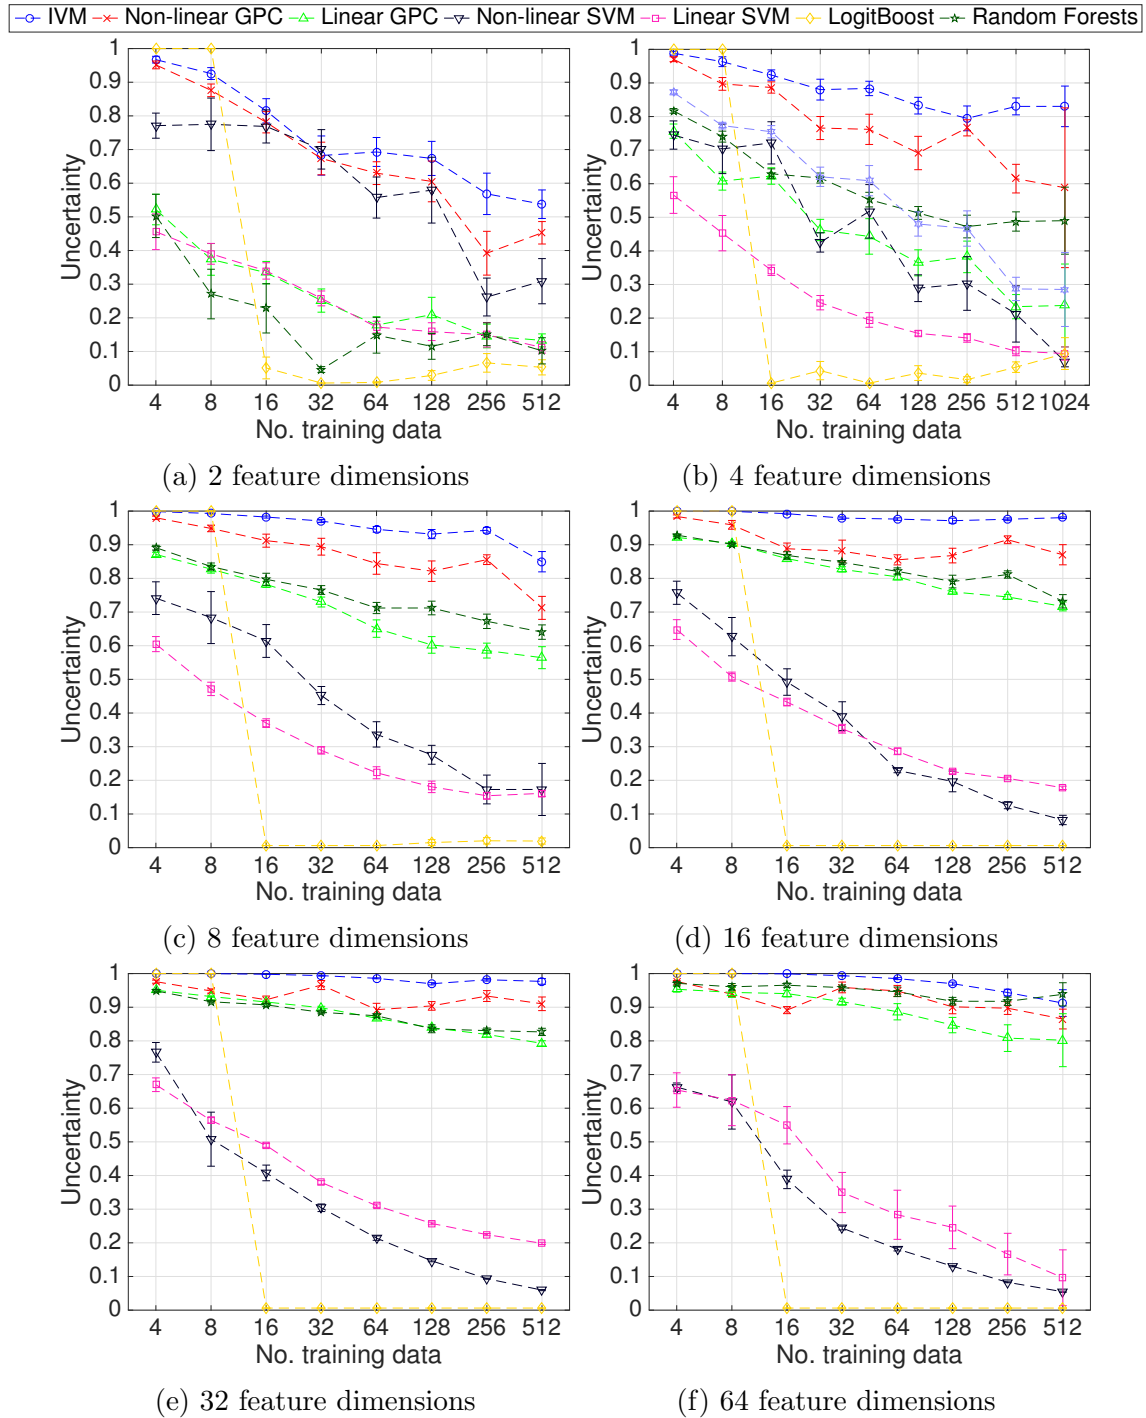 IVM Non-linear GPC Linear GPC Non-linear SVM Linear SVM LogitBoost Random Forests
1
0.9
0.8
0.7
0.6
0.5
0.4
0.3
0.2
0.1
0
Uncertainty
4 8 16 32 64 128 256 512
No. training data
(a) 2 feature dimensions
1
0.9
0.8
0.7
0.6
0.5
0.4
0.3
0.2
0.1
0
Uncertainty
4 8 16 32 64 128 256 512 1024
No. training data
(b) 4 feature dimensions
1
0.9
0.8
0.7
0.6
0.5
0.4
0.3
0.2
0.1
0
Uncertainty
4 8 16 32 64 128 256 512
No. training data
(c) 8 feature dimensions
1
0.9
0.8
0.7
0.6
0.5
0.4
0.3
0.2
0.1
0
Uncertainty
4 8 16 32 64 128 256 512
No. training data
(d) 16 feature dimensions
1
0.9
0.8
0.7
0.6
0.5
0.4
0.3
0.2
0.1
0
Uncertainty
4 8 16 32 64 128 256 512
No. training data
(e) 32 feature dimensions
1
0.9
0.8
0.7
0.6
0.5
0.4
0.3
0.2
0.1
0
Uncertainty
4 8 16 32 64 128 256 512
No. training data
(f) 64 feature dimensions